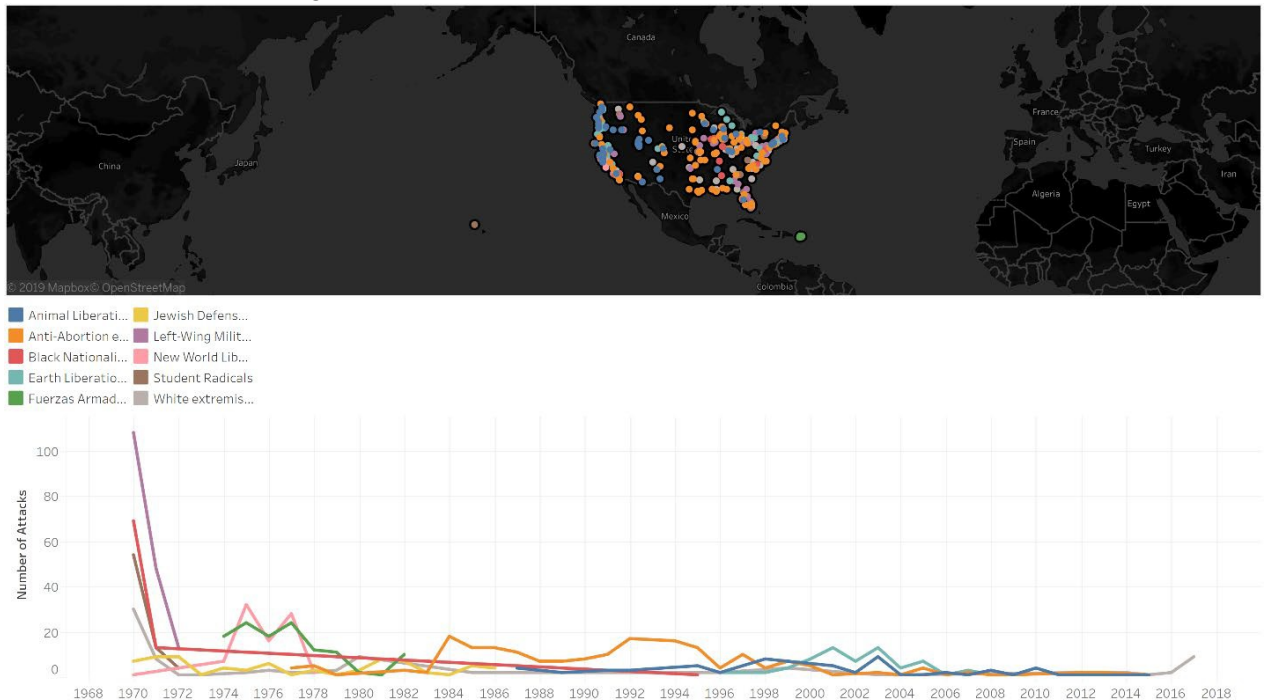 Canada
Unit
Stat
Mexico
Colombia
China
Japan
France
Spain
Turkey
Iran
Algeria
Egypt
© 2019 Mapbox© OpenStreetMap
Animal Liberati... Jewish Defens...
Anti-Abortion e... Left-Wing Milit...
Black Nationali... New World Lib...
Earth Liberatio... Student Radicals
Fuerzas Armad... White extremis...
Number of Attacks
100
80
60
40
20
0
1968 1970 1972 1974 1976 1978 1980 1982 1984 1986 1988 1990 1992 1994 1996 1998 2000 2002 2004 2006 2008 2010 2012 2014 2016 2018